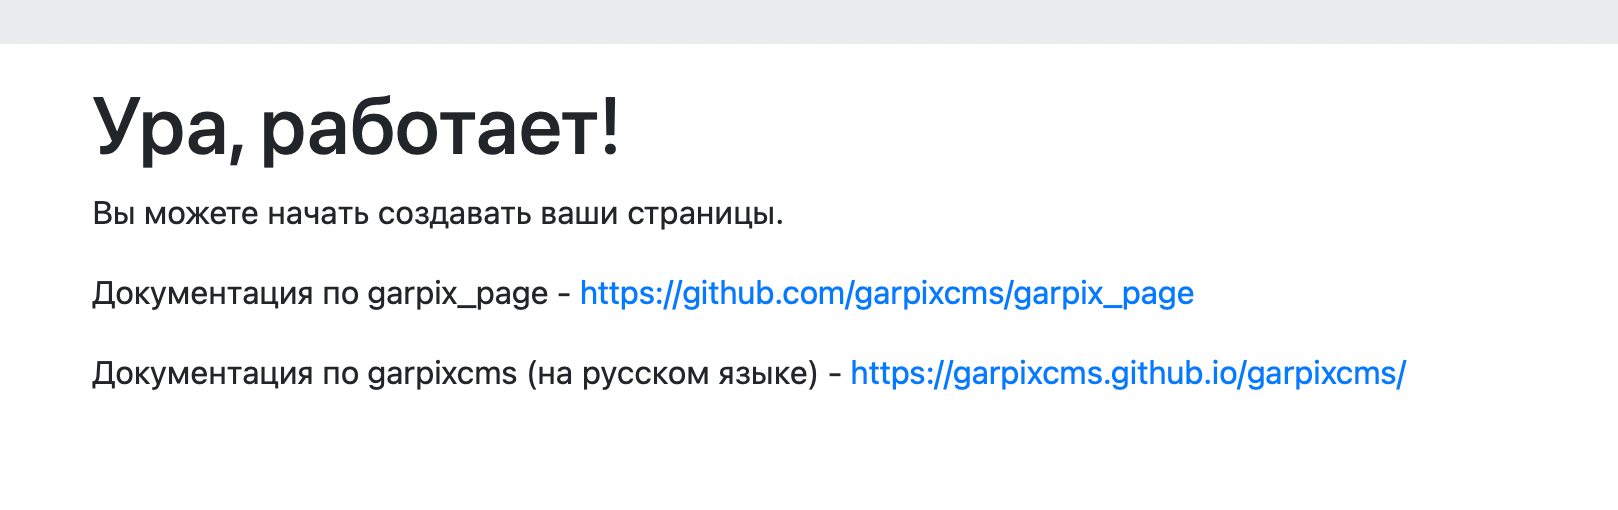 Ура, работает!
Вы можете начать создавать ваши страницы.
Документация по garpix_page - https://github.com/garpixcms/garpix_page
Документация по garpixcms (на русском языке) - https://garpixcms.github.io/garpixcms/